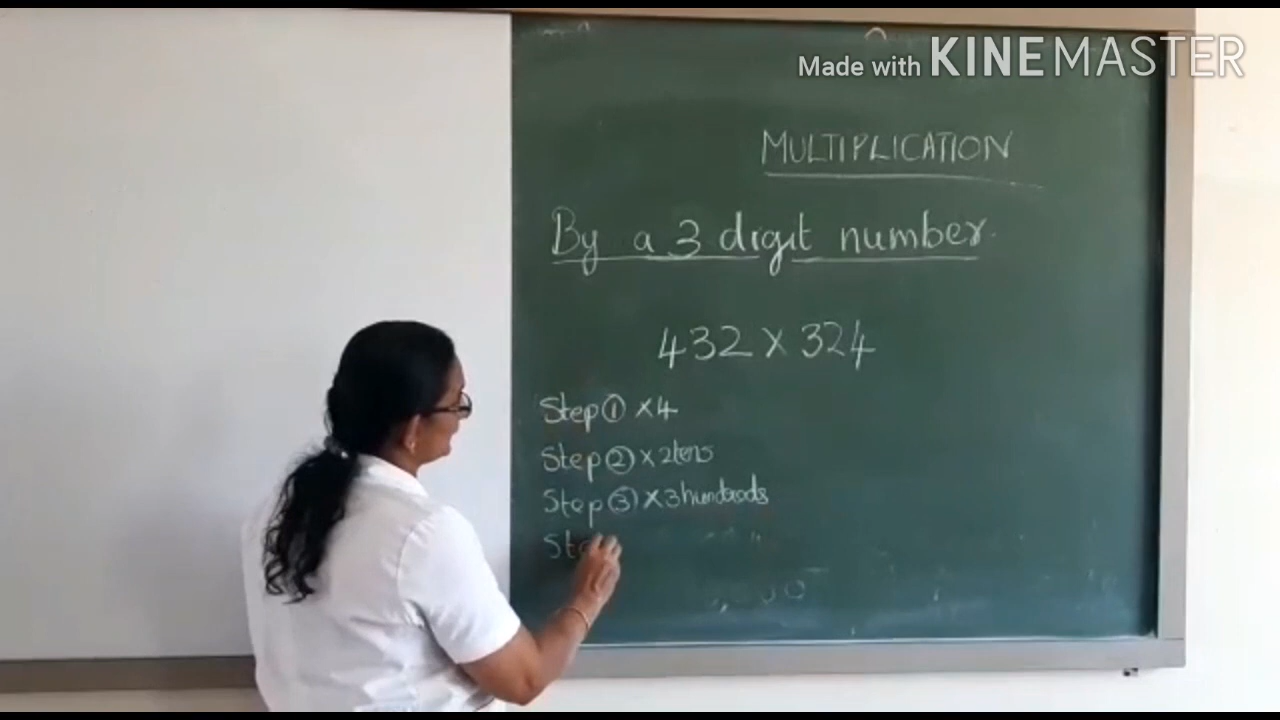 Made with KINEMASTER
MULTIPLICATION
By a 3 digit number.
432 X 324
Step ① X 4
Step ② X 2tens
Step ③ X 3hundreds
Ste